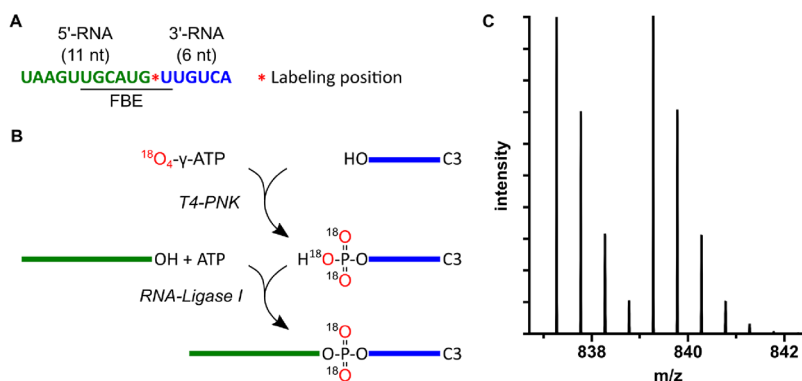 A
5'-RNA 3'-RNA
(11 nt) (6 nt)
UAAGUUGCAUG*UUGUCA * Labeling position
FBE
B
18O4-γ-ATP HO C3
T4-PNK
18O
H18O-P-O C3
18O
OH + ATP
RNA-Ligase I
18O
O-P-O C3
18O
C
intensity
838 840 842
m/z